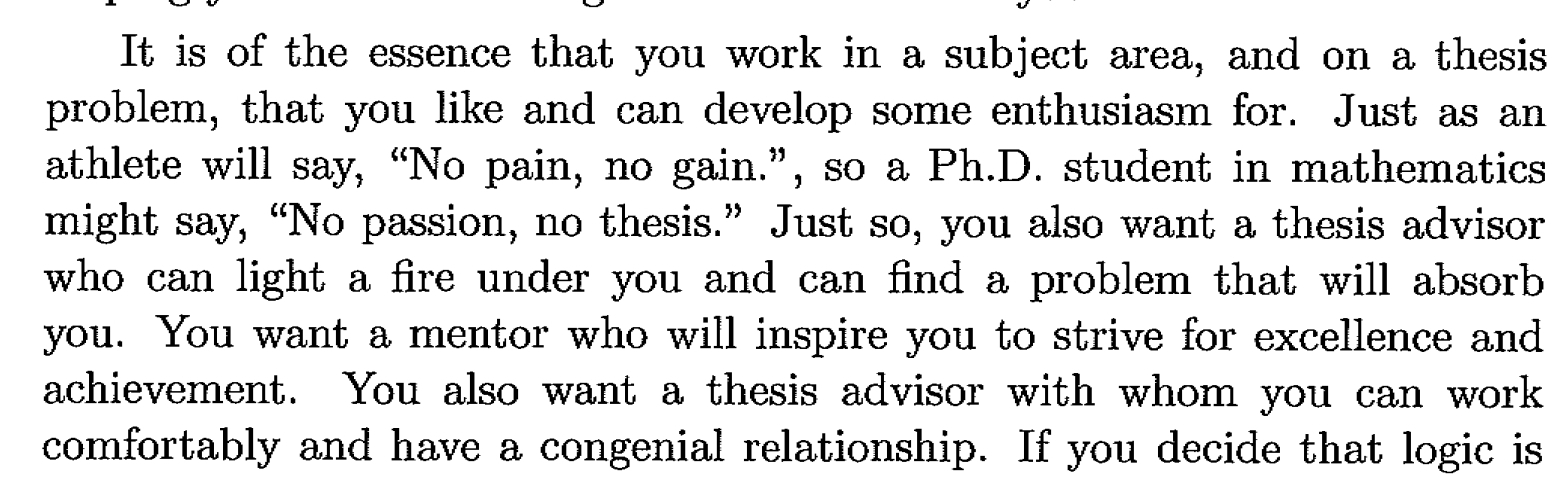 It is of the essence that you work in a subject area, and on a thesis
problem, that you like and can develop some enthusiasm for. Just as an
athlete will say, “No pain, no gain.”, so a Ph.D. student in mathematics
might say, “No passion, no thesis.” Just so, you also want a thesis advisor
who can light a fire under you and can find a problem that will absorb
you. You want a mentor who will inspire you to strive for excellence and
achievement. You also want a thesis advisor with whom you can work
comfortably and have a congenial relationship. If you decide that logic is